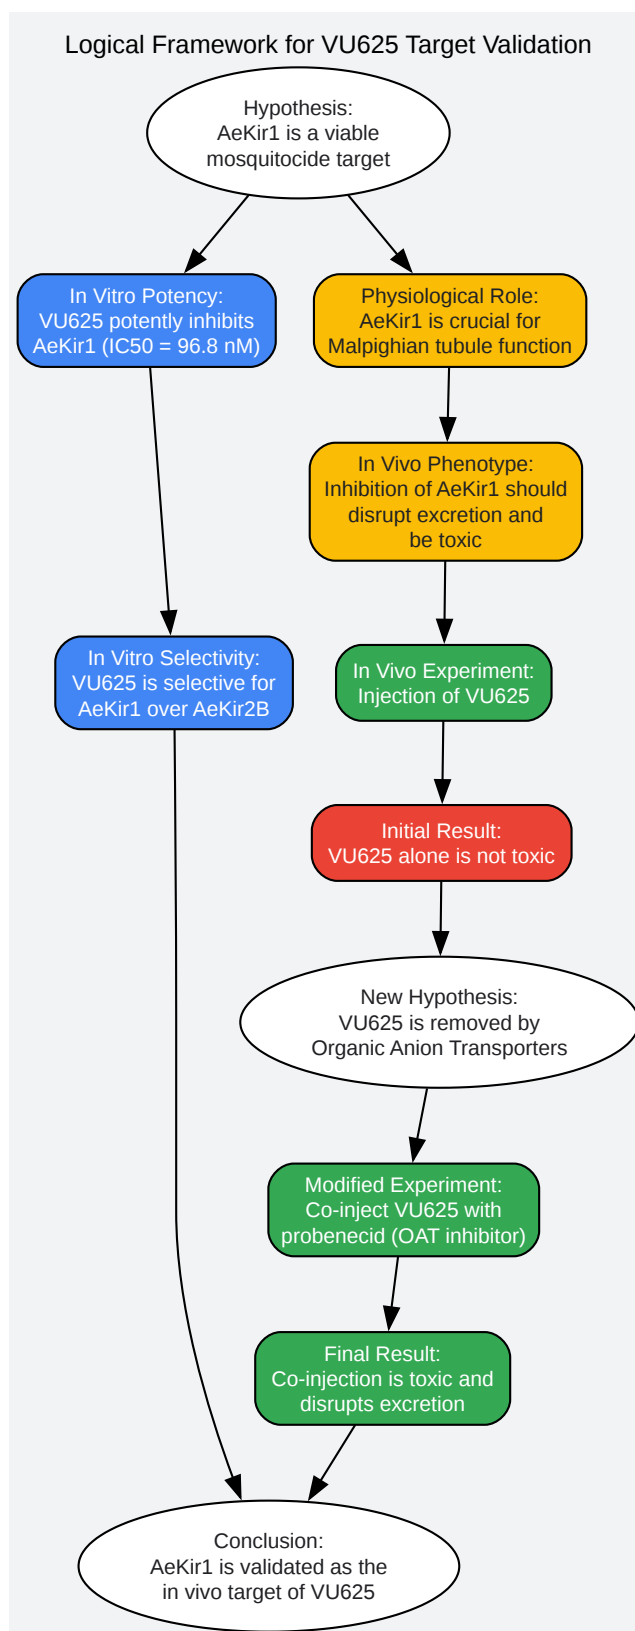 Logical Framework for VU625 Target Validation
Hypothesis:
AeKir1 is a viable
mosquitocide target
In Vitro Potency:
VU625 potently inhibits
AeKir1 (IC50 = 96.8 nM)
Physiological Role:
AeKir1 is crucial for
Malpighian tubule function
In Vivo Phenotype:
Inhibition of AeKir1 should
disrupt excretion and
be toxic
In Vitro Selectivity:
VU625 is selective for
AeKir1 over AeKir2B
In Vivo Experiment:
Injection of VU625
Initial Result:
VU625 alone is not toxic
New Hypothesis:
VU625 is removed by
Organic Anion Transporters
Modified Experiment:
Co-inject VU625 with
probenecid (OAT inhibitor)
Final Result:
Co-injection is toxic and
disrupts excretion
Conclusion:
AeKir1 is validated as the
in vivo target of VU625